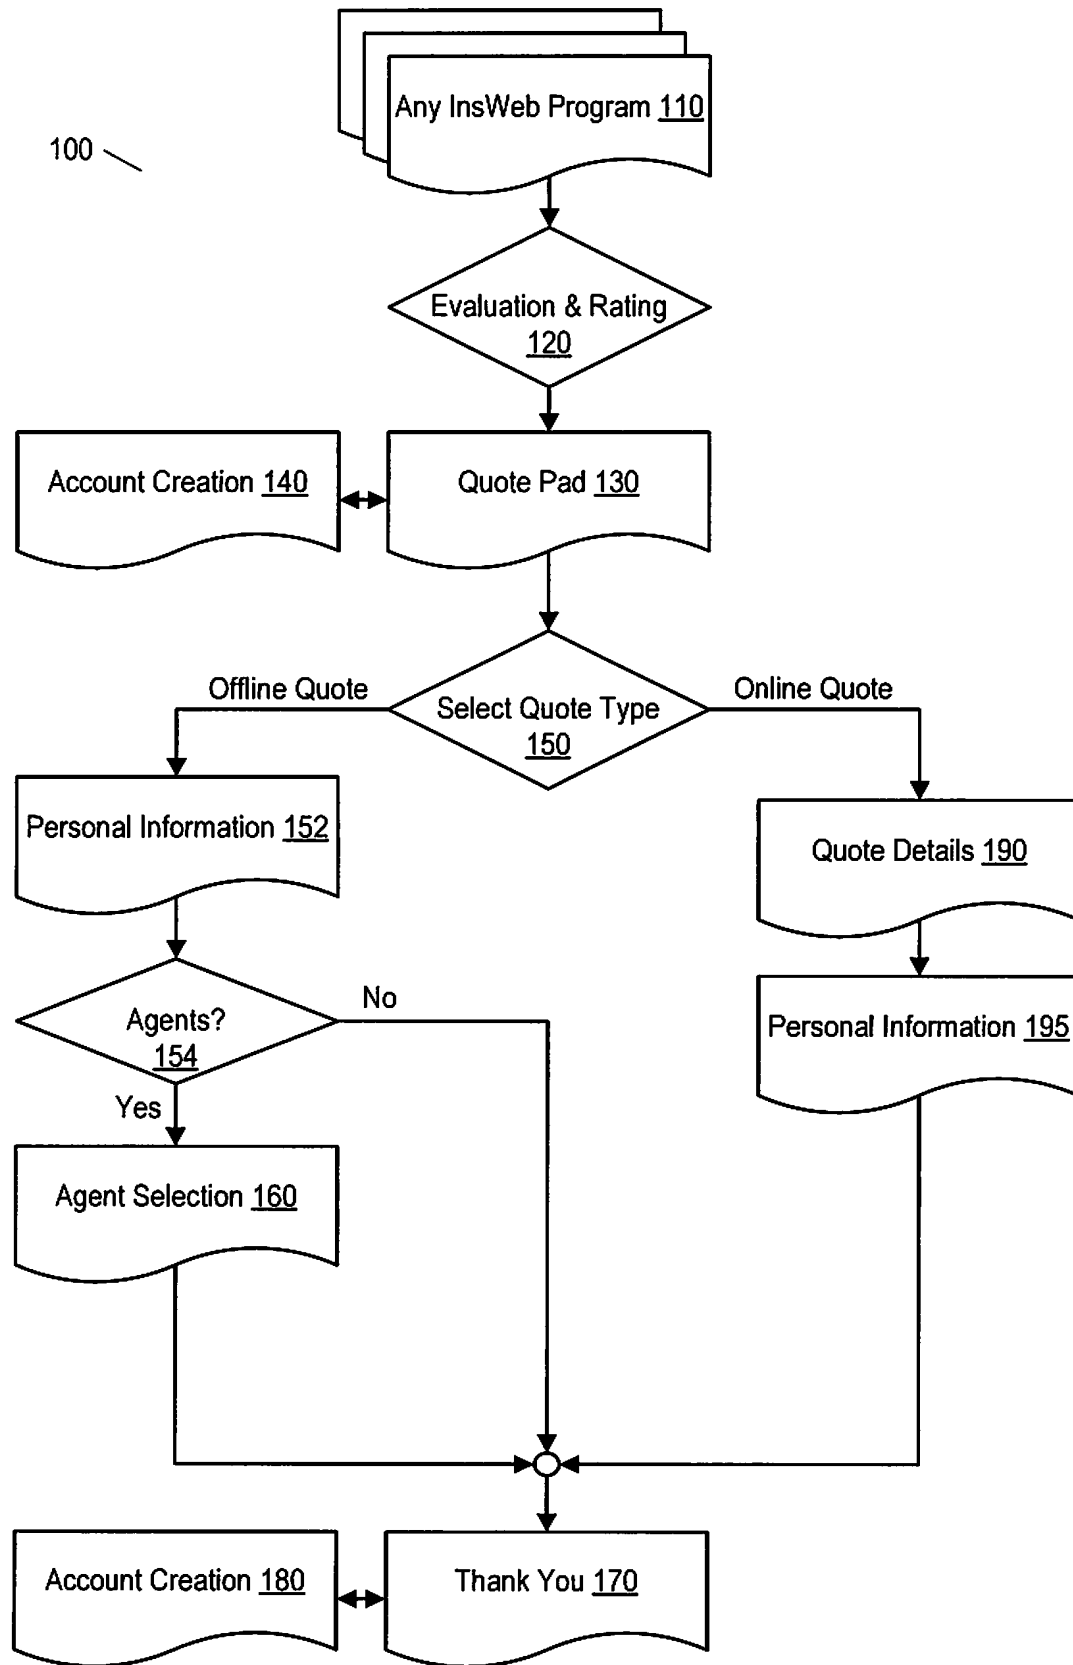 Any InsWeb Program 110
100
Evaluation & Rating
120
Account Creation 140
Quote Pad 130
Offline Quote
Online Quote
Select Quote Type
150
Personal Information 152
Quote Details 190
No
Agents?
154
Personal Information 195
Yes
Agent Selection 160
Account Creation 180
Thank You 170